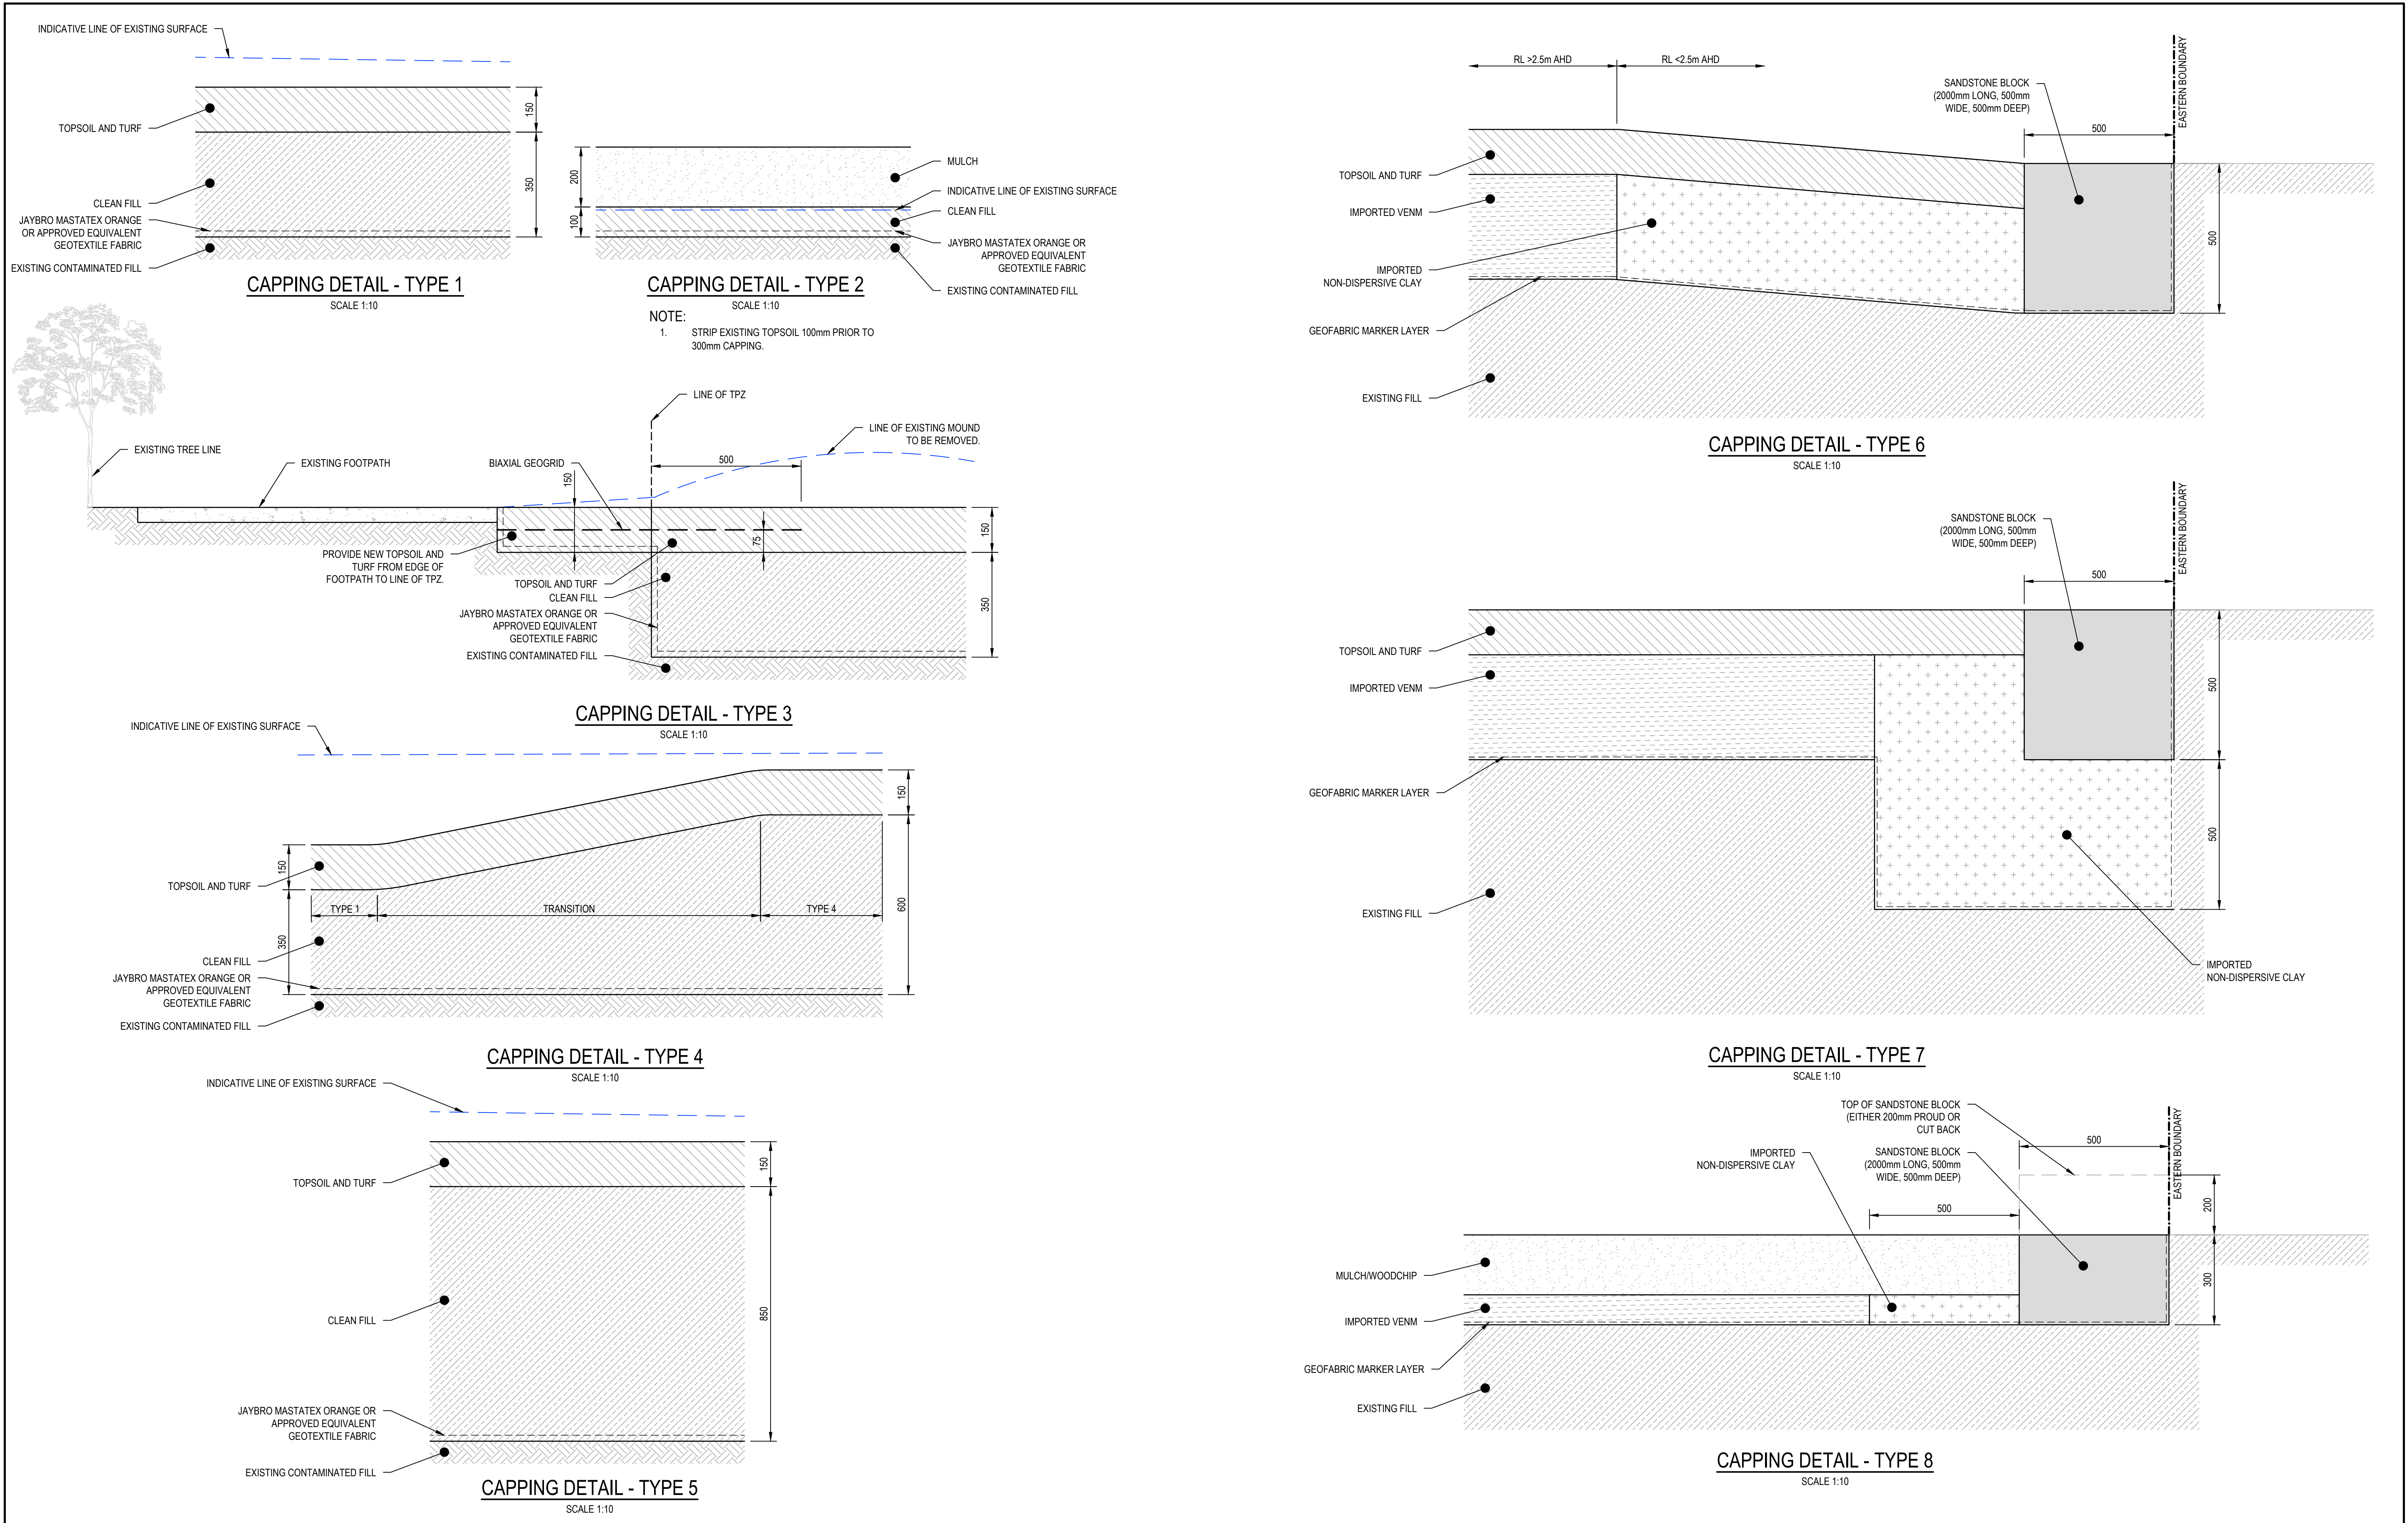 INDICATIVE LINE OF EXISTING SURFACE
150
TOPSOIL AND TURF
350
CLEAN FILL
JAYBRO MASTATEX ORANGE
OR APPROVED EQUIVALENT
GEOTEXTILE FABRIC
EXISTING CONTAMINATED FILL
CAPPING DETAIL - TYPE 1
SCALE 1:10
200
100
MULCH
INDICATIVE LINE OF EXISTING SURFACE
CLEAN FILL
JAYBRO MASTATEX ORANGE OR
APPROVED EQUIVALENT
GEOTEXTILE FABRIC
EXISTING CONTAMINATED FILL
CAPPING DETAIL - TYPE 2
SCALE 1:10
NOTE:
1. STRIP EXISTING TOPSOIL 100mm PRIOR TO
300mm CAPPING.
LINE OF TPZ
LINE OF EXISTING MOUND
TO BE REMOVED.
EXISTING TREE LINE
EXISTING FOOTPATH
BIAXIAL GEOGRID
500
150
75
150
350
PROVIDE NEW TOPSOIL AND
TURF FROM EDGE OF
FOOTPATH TO LINE OF TPZ.
TOPSOIL AND TURF
CLEAN FILL
JAYBRO MASTATEX ORANGE OR
APPROVED EQUIVALENT
GEOTEXTILE FABRIC
EXISTING CONTAMINATED FILL
CAPPING DETAIL - TYPE 3
SCALE 1:10
INDICATIVE LINE OF EXISTING SURFACE
150
150
TOPSOIL AND TURF
TYPE 1
TRANSITION
TYPE 4
600
350
CLEAN FILL
JAYBRO MASTATEX ORANGE OR
APPROVED EQUIVALENT
GEOTEXTILE FABRIC
EXISTING CONTAMINATED FILL
CAPPING DETAIL - TYPE 4
SCALE 1:10
INDICATIVE LINE OF EXISTING SURFACE
150
TOPSOIL AND TURF
850
CLEAN FILL
JAYBRO MASTATEX ORANGE OR
APPROVED EQUIVALENT
GEOTEXTILE FABRIC
EXISTING CONTAMINATED FILL
CAPPING DETAIL - TYPE 5
SCALE 1:10
RL >2.5m AHD
RL <2.5m AHD
SANDSTONE BLOCK
(2000mm LONG, 500mm
WIDE, 500mm DEEP)
EASTERN BOUNDARY
500
TOPSOIL AND TURF
IMPORTED VENM
500
IMPORTED
NON-DISPERSIVE CLAY
GEOFABRIC MARKER LAYER
EXISTING FILL
CAPPING DETAIL - TYPE 6
SCALE 1:10
SANDSTONE BLOCK
(2000mm LONG, 500mm
WIDE, 500mm DEEP)
EASTERN BOUNDARY
500
TOPSOIL AND TURF
IMPORTED VENM
500
GEOFABRIC MARKER LAYER
500
EXISTING FILL
IMPORTED
NON-DISPERSIVE CLAY
CAPPING DETAIL - TYPE 7
SCALE 1:10
TOP OF SANDSTONE BLOCK
(EITHER 200mm PROUD OR
CUT BACK
EASTERN BOUNDARY
500
IMPORTED
NON-DISPERSIVE CLAY
SANDSTONE BLOCK
(2000mm LONG, 500mm
WIDE, 500mm DEEP)
500
200
MULCH/WOODCHIP
300
IMPORTED VENM
GEOFABRIC MARKER LAYER
EXISTING FILL
CAPPING DETAIL - TYPE 8
SCALE 1:10